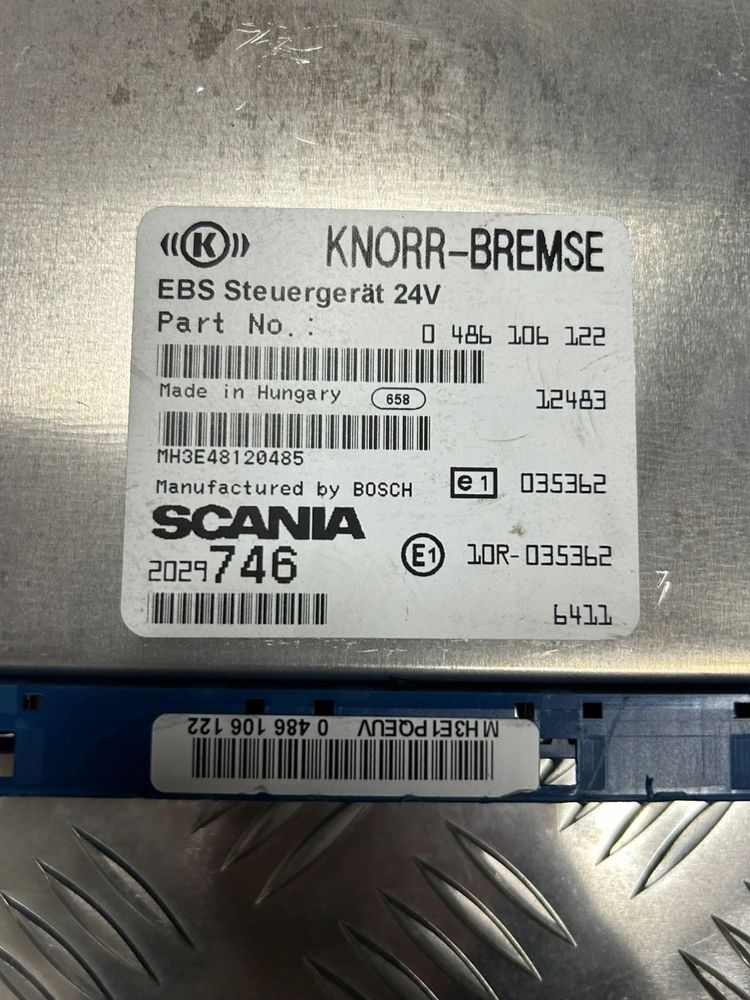 K KNORR-BREMSE
EBS Steuergerät 24V
Part No.: 0 486 106 122
Made in Hungary 658 12483
MH3E48120485
Manufactured by BOSCH e1 035362
SCANIA
2029746 E1 10R-035362
6411
MH3E1PQEUV 0 486 106 122